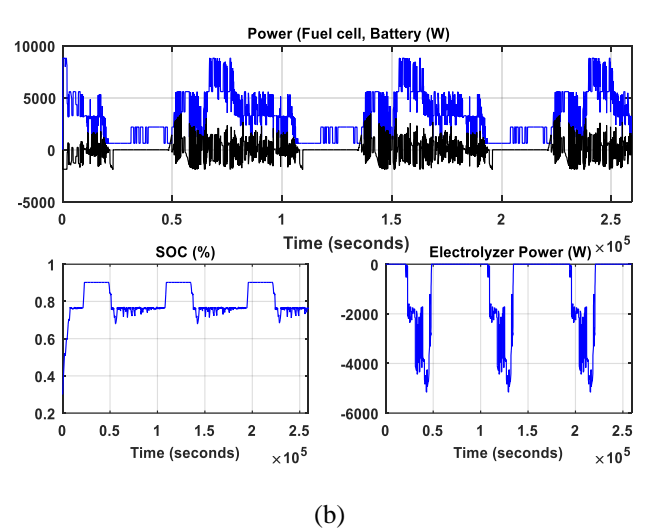 Power (Fuel cell, Battery (W)
10000
5000
0
-5000
0 0.5 1 1.5 2 2.5
Time (seconds) ×10^5
SOC (%)
1
0.8
0.6
0.4
0.2
0 0.5 1 1.5 2 2.5
Time (seconds)
×10^5
Electrolyzer Power (W)
0
-2000
-4000
-6000
0 0.5 1 1.5 2 2.5
Time (seconds)
×10^5
(b)